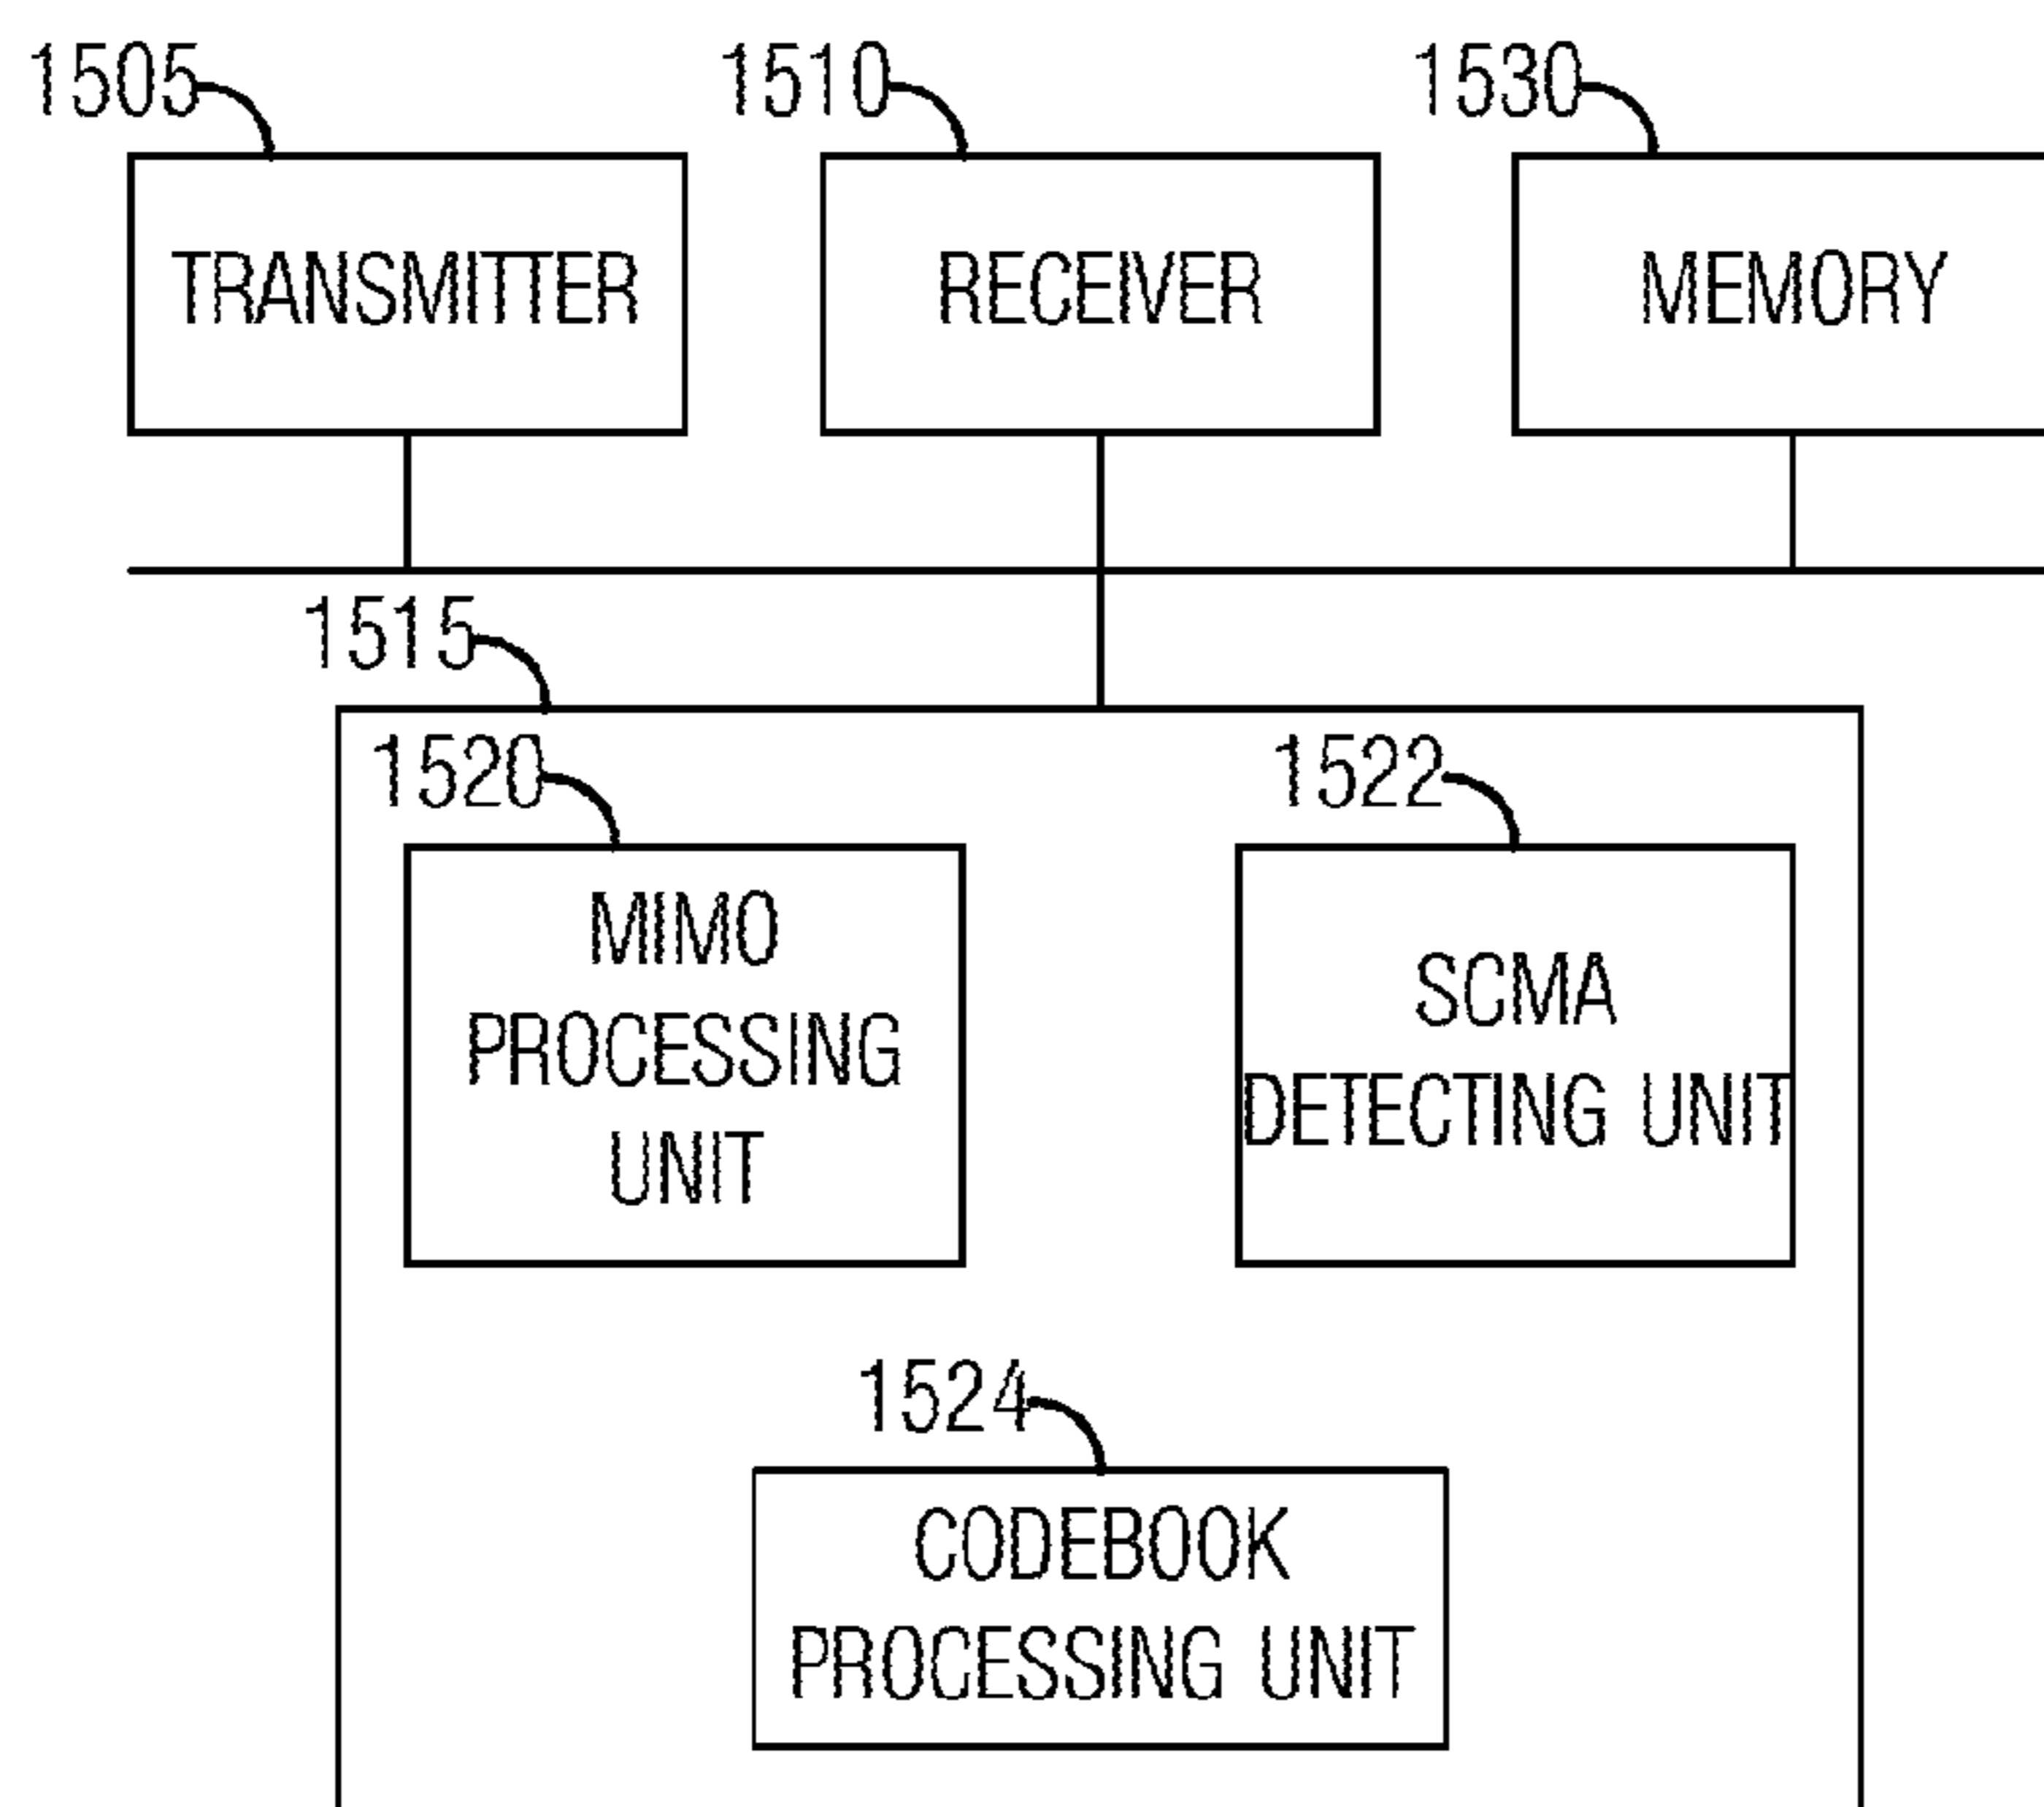 1505
1510
1530
TRANSMITTER
RECEIVER
MEMORY
1515
1520
1522
MIMO
PROCESSING
UNIT
SCMA
DETECTING UNIT
1524
CODEBOOK
PROCESSING UNIT